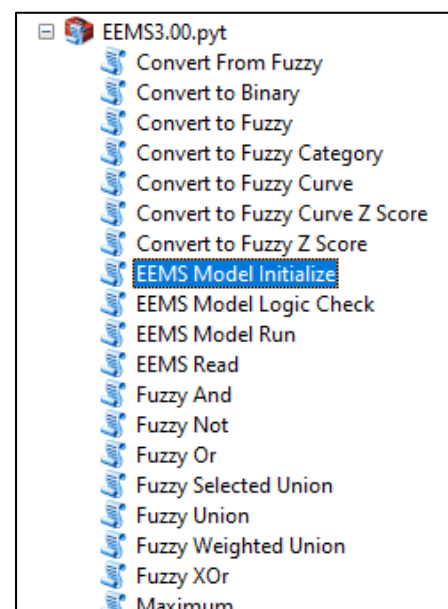 EEMS3.00.pyt
Convert From Fuzzy
Convert to Binary
Convert to Fuzzy
Convert to Fuzzy Category
Convert to Fuzzy Curve
Convert to Fuzzy Curve Z Score
Convert to Fuzzy Z Score
EEMS Model Initialize
EEMS Model Logic Check
EEMS Model Run
EEMS Read
Fuzzy And
Fuzzy Not
Fuzzy Or
Fuzzy Selected Union
Fuzzy Union
Fuzzy Weighted Union
Fuzzy XOr
Maximum